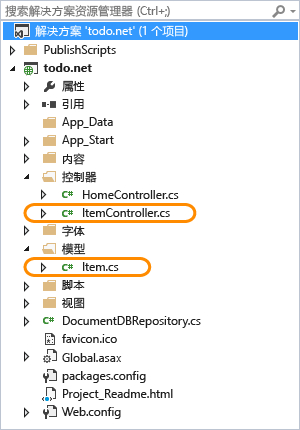 搜索解决方案资源管理器 (Ctrl+;)
解决方案 'todo.net' (1 个项目)
PublishScripts
todo.net
属性
引用
App_Data
App_Start
内容
控制器
C# HomeController.cs
C# ItemController.cs
字体
模型
C# Item.cs
脚本
视图
C# DocumentDBRepository.cs
favicon.ico
Global.asax
packages.config
Project_Readme.html
Web.config